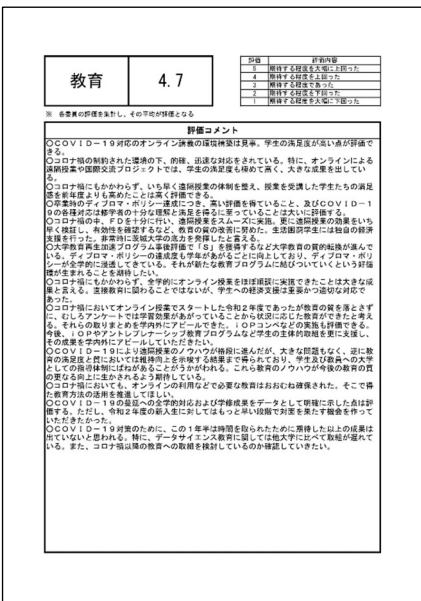 教育
4.7
評価 評価内容
5 期待する程度を大幅に上回った
4 期待する程度を上回った
3 期待する程度であった
2 期待する程度を下回った
1 期待する程度を大幅に下回った
※ 各委員の評価を集計し、その平均が評価となる
評価コメント
○COVID-19対応のオンライン講義の環境構築は見事。学生の満足度が高い点が評価で
きる。
○コロナ禍の制約された環境の下、的確、迅速な対応をされている。特に、オンラインによる
遠隔授業や国際交流プロジェクトでは、学生の満足度も極めて高く、大きな成果を出してい
る。
○コロナ禍にもかかわらず、いち早く遠隔授業の体制を整え、授業を受講した学生たちの満足
感を前年度よりも高めたことは高く評価できる。
○卒業時のディプロマ・ポリシー達成につき、高い評価を得ていること、及びCOVID-1
9の各種対応は修学者の十分な理解と満足を得るに至っていることは大いに評価する。
○コロナ禍の中、FDを十分に行い、遠隔授業をスムーズに実施。更に遠隔授業の効果をいち
早く検証し、有効性を確認するなど、教育の質の改善に努めた。生活困窮学生には独自の経済
支援を行った。非常時に茨城大学の底力を発揮したと言える。
○大学教育再生加速プログラム事後評価で「S」を獲得するなど大学教育の質的転換が進んで
いる。ディプロマ・ポリシーの達成度も学年があがるごとに向上しており、ディプロマ・ポリ
シーが全学的に浸透してきている。それが新たな教育プログラムに結びついていくという好循
環が生まれることを期待したい。
○コロナ禍にもかかわらず、全学的にオンライン授業をほぼ順調に実施できたことは大きな成
果と言える。直接教育に関わることではないが、学生への経済支援は重要かつ適切な対応で
あった。
○コロナ禍においてオンライン授業でスタートした令和2年度であったが教育の質を落とさず
に、むしろアンケートでは学習効果があがっていることから状況に応じた教育ができたと考え
る。それらの取りまとめを学内外にアピールできた。iOPコンペなどの実施も評価できる。
今後、iOPやアントレプレナーシップ教育プログラムなど学生の主体的取組を更に支援し、
その成果を学内外にアピールしていただきたい。
○COVID-19により遠隔授業のノウハウが格段に進んだが、大きな問題もなく、逆に教
育の満足度と質においては維持向上を示唆する結果まで得られており、学生及び教員への大学
としての指導体制にはねがあることがうかがわれる。これら教育のノウハウが今後の教育の質
の更なる向上に生かされるよう期待している。
○コロナ禍においても、オンラインの利用などで必要な教育はおおむね確保された。そこで得
た教育方法の活用を推進してほしい。
○COVID-19の蔓延への全学的対応および学修成果をデータとして明確に示した点は評
価する。ただし、令和2年度の新入生に対してはもっと早い段階で対面を果たす機会を作って
いただきたかった。
○COVID-19対策のために、この1年半は時間を取られたために期待した以上の成果は
出ていないと思われる。特に、データサイエンス教育に関しては他大学に比べて取組が遅れて
いる。また、コロナ禍以降の教育への取組を検討しているのか確認していきたい。